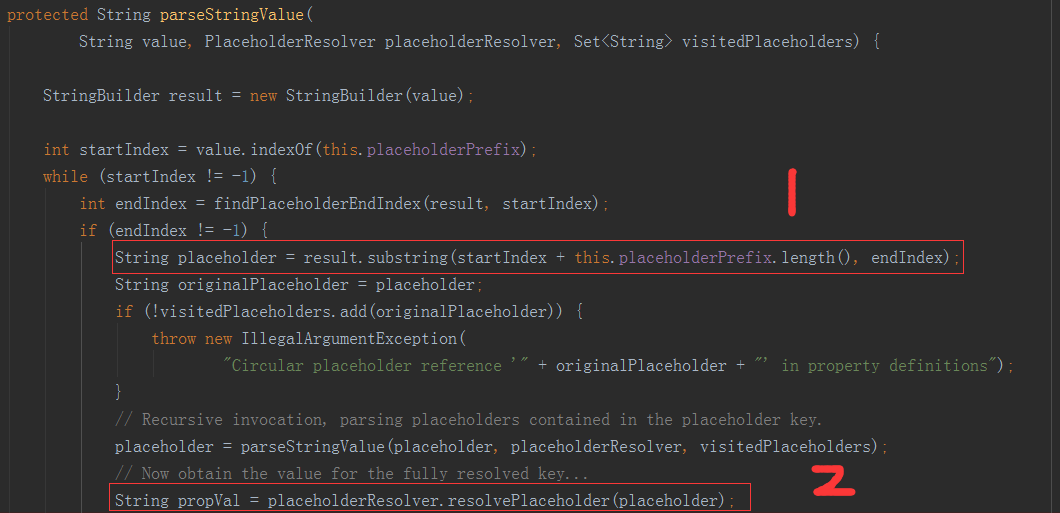 protected String parseStringValue(
String value, PlaceholderResolver placeholderResolver, Set<String> visitedPlaceholders) {
StringBuilder result = new StringBuilder(value);
int startIndex = value.indexOf(this.placeholderPrefix);
while (startIndex != -1) {
1
int endIndex = findPlaceholderEndIndex(result, startIndex);
if (endIndex != -1) {
String placeholder = result.substring(startIndex + this.placeholderPrefix.length(), endIndex);
String originalPlaceholder = placeholder;
if (!visitedPlaceholders.add(originalPlaceholder)) {
throw new IllegalArgumentException(
"Circular placeholder reference '" + originalPlaceholder + "' in property definitions");
}
// Recursive invocation, parsing placeholders contained in the placeholder key.
placeholder = parseStringValue(placeholder, placeholderResolver, visitedPlaceholders);
// Now obtain the value for the fully resolved key...
2
String propVal = placeholderResolver.resolvePlaceholder(placeholder);